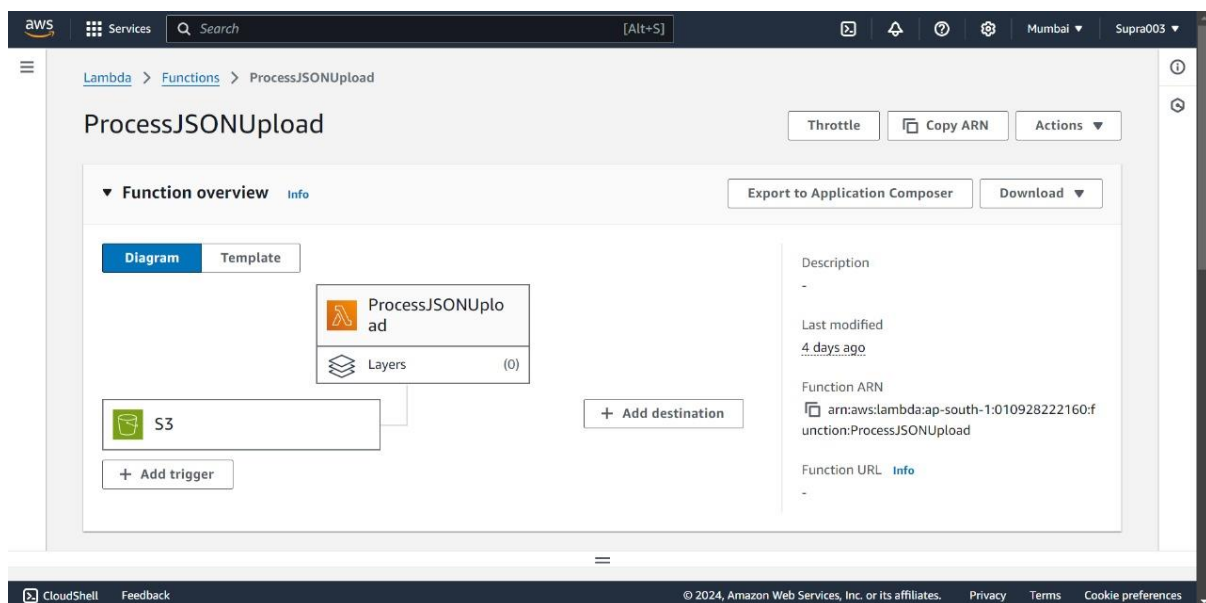 aws Services Search [Alt+S] Mumbai Supra003
Lambda > Functions > ProcessJSONUpload
ProcessJSONUpload
Throttle Copy ARN Actions
Function overview Info
Export to Application Composer Download
Diagram Template
ProcessJSONUplo
ad
Layers (0)
S3
+ Add trigger
+ Add destination
Description
-
Last modified
4 days ago
Function ARN
arn:aws:lambda:ap-south-1:010928222160:f
unction:ProcessJSONUpload
Function URL Info
-
CloudShell Feedback © 2024, Amazon Web Services, Inc. or its affiliates. Privacy Terms Cookie preferences